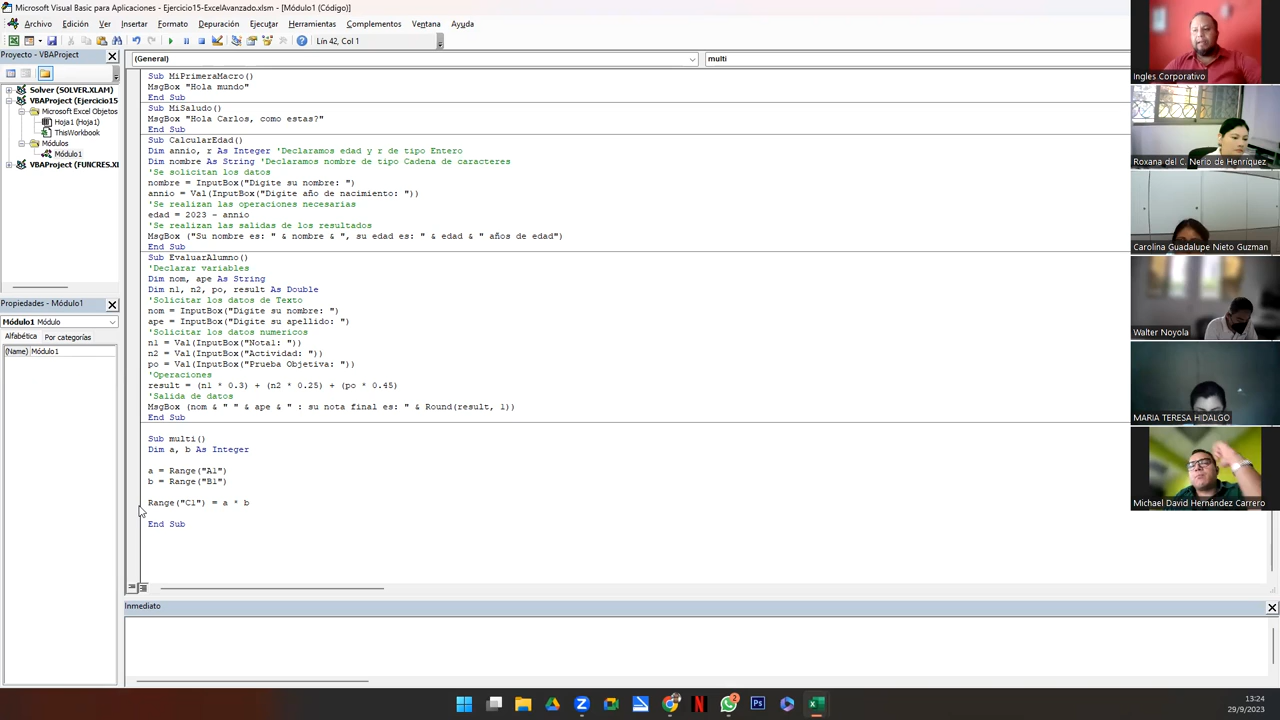 Microsoft Visual Basic para Aplicaciones - Ejercicio15-ExcelAvanzado.xlsm - [Módulo1 (Código)]
Archivo Edición Ver Insertar Formato Depuración Ejecutar Herramientas Complementos Ventana Ayuda
Lín 42, Col 1
Proyecto - VBAProject
Solver (SOLVER.XLAM)
VBAProject (Ejercicio15
Microsoft Excel Objetos
Hoja1 (Hoja1)
ThisWorkbook
Módulos
Módulo1
VBAProject (FUNCRES.XL
Propiedades - Módulo1
Módulo1 Módulo
Alfabética Por categorías
(Name) Módulo1
(General) multi
Sub MiPrimeraMacro()
MsgBox "Hola mundo"
End Sub
Sub MiSaludo()
MsgBox "Hola Carlos, como estas?"
End Sub
Sub CalcularEdad()
Dim annio, r As Integer 'Declaramos edad y r de tipo Entero
Dim nombre As String 'Declaramos nombre de tipo Cadena de caracteres
'Se solicitan los datos
nombre = InputBox("Digite su nombre: ")
annio = Val(InputBox("Digite año de nacimiento: "))
'Se realizan las operaciones necesarias
edad = 2023 - annio
'Se realizan las salidas de los resultados
MsgBox ("Su nombre es: " & nombre & ", su edad es: " & edad & " años de edad")
End Sub
Sub EvaluarAlumno()
'Declarar variables
Dim nom, ape As String
Dim n1, n2, po, result As Double
'Solicitar los datos de Texto
nom = InputBox("Digite su nombre: ")
ape = InputBox("Digite su apellido: ")
'Solicitar los datos numericos
n1 = Val(InputBox("Nota1: "))
n2 = Val(InputBox("Actividad: "))
po = Val(InputBox("Prueba Objetiva: "))
'Operaciones
result = (n1 * 0.3) + (n2 * 0.25) + (po * 0.45)
'Salida de datos
MsgBox (nom & " " & ape & " : su nota final es: " & Round(result, 1))
End Sub
Sub multi()
Dim a, b As Integer
a = Range("A1")
b = Range("B1")
Range("C1") = a * b
End Sub
Inmediato
Ingles Corporativo
Roxana del C. Nerio de Henríquez
Carolina Guadalupe Nieto Guzman
Walter Noyola
MARIA TERESA HIDALGO
Michael David Hernández Carrero
2
13:24
29/9/2023